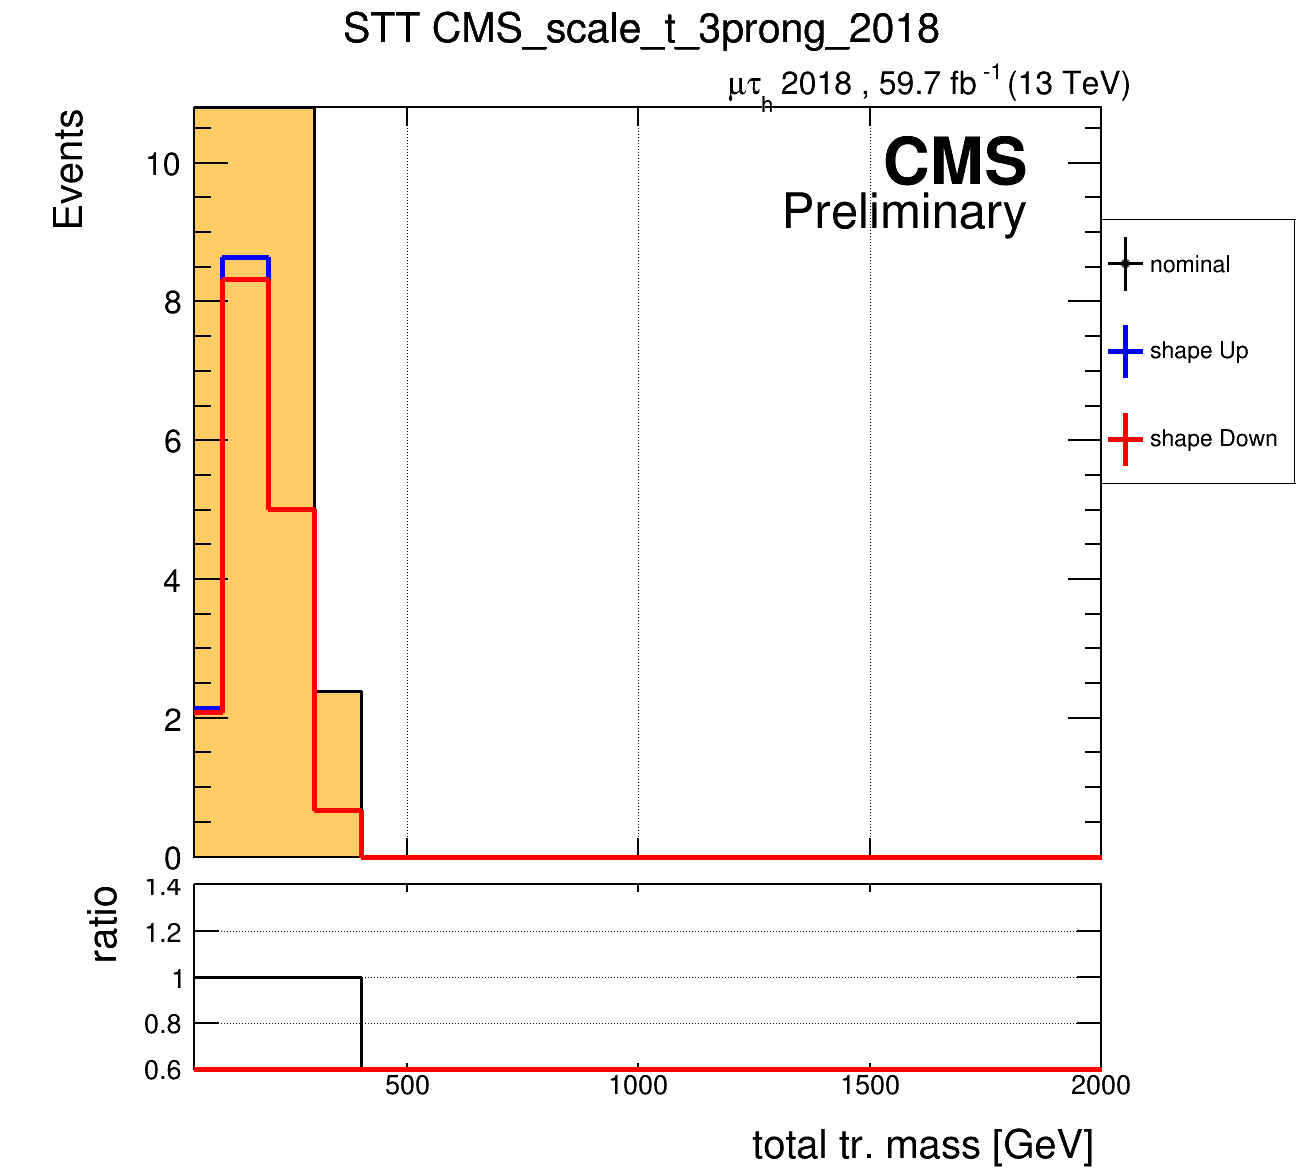 STT CMS_scale_t_3prong_2018
μτh 2018 , 59.7 fb-1 (13 TeV)
Events
CMS
Preliminary
10
8
6
4
2
0
nominal
shape Up
shape Down
ratio
1.4
1.2
1
0.8
0.6
500
1000
1500
2000
total tr. mass [GeV]